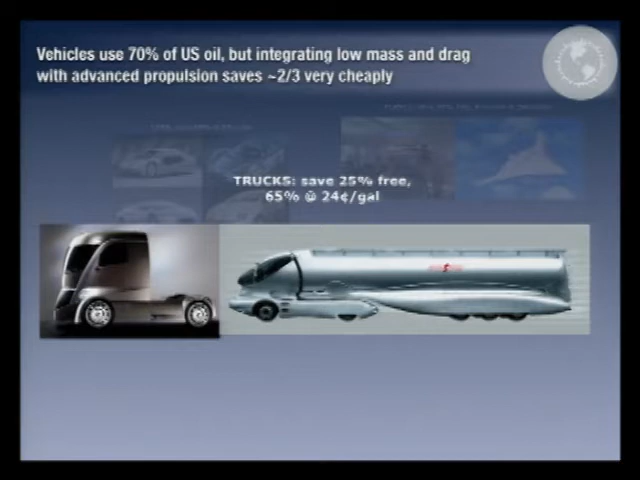 Vehicles use 70% of US oil, but integrating low mass and drag
with advanced propulsion saves ~2/3 very cheaply
TRUCKS: save 25% free,
65% @ 24¢/gal